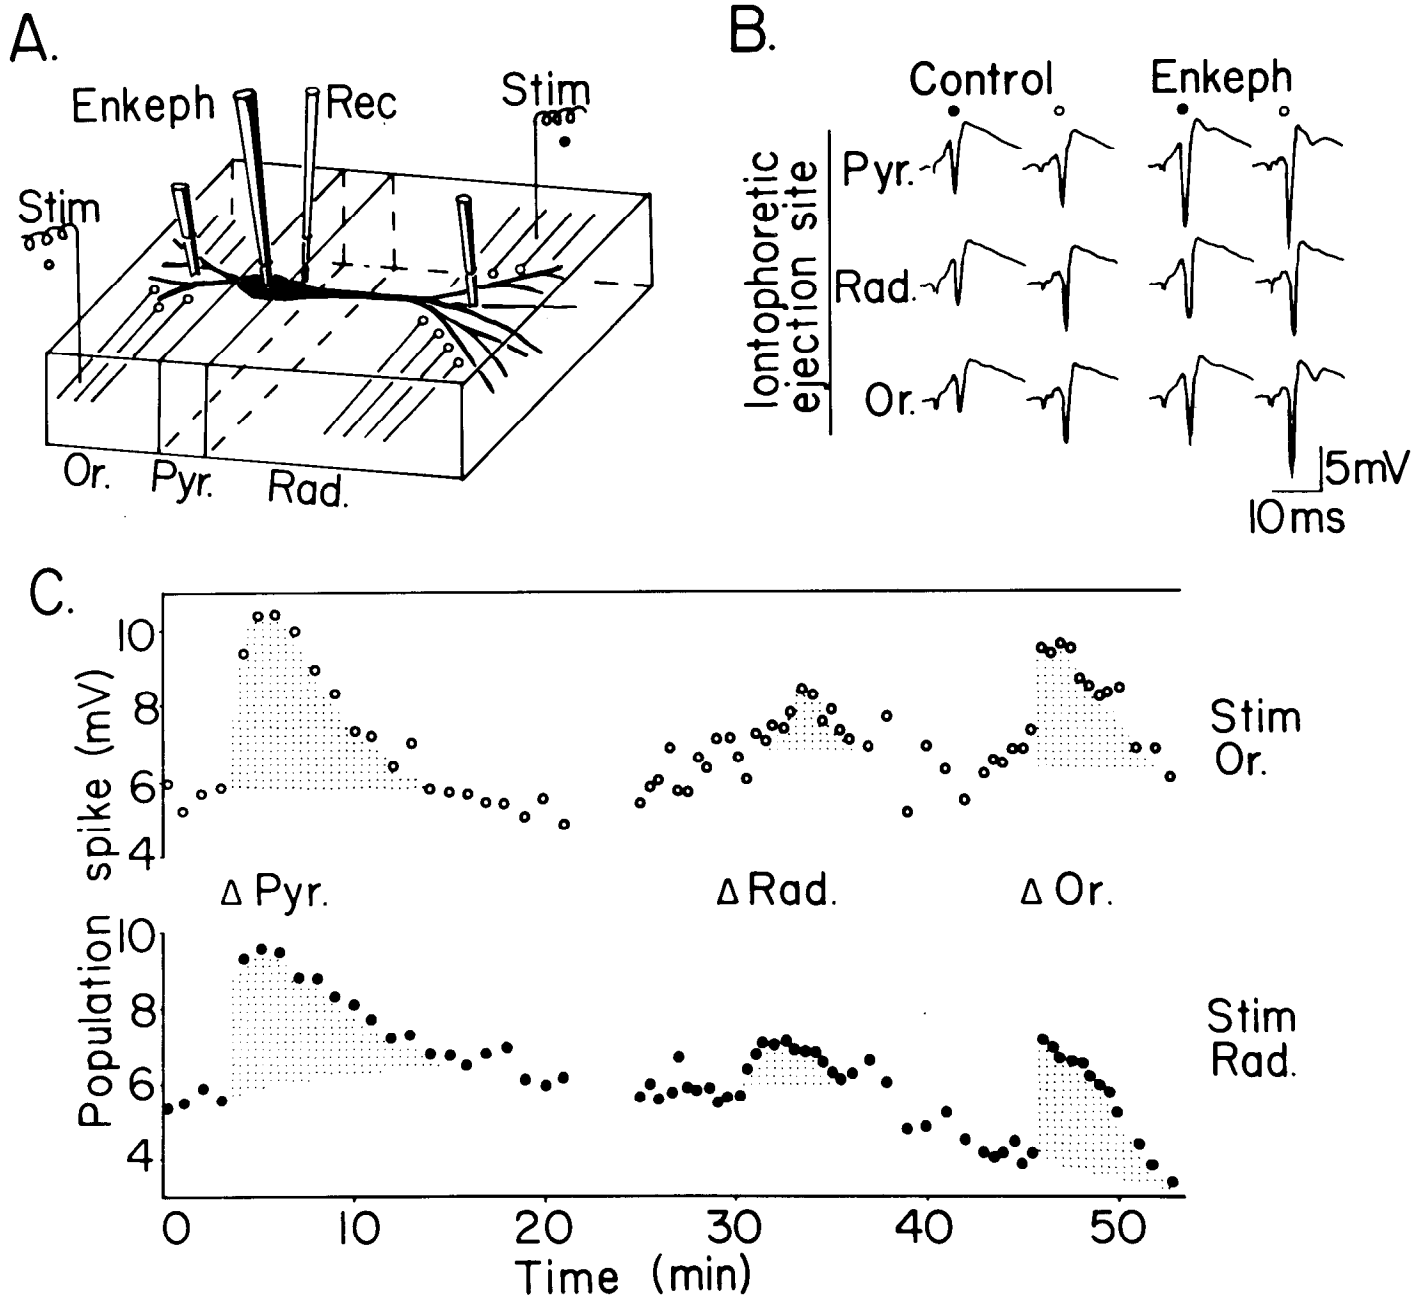 A.
Enkeph
Rec
Stim
Stim
Or.
Pyr.
Rad.
B.
Control
Enkeph
Iontophoretic
ejection site
Pyr.
Rad.
Or.
5mV
10ms
C.
Population spike (mV)
10
8
6
4
Stim
Or.
Δ Pyr.
Δ Rad.
Δ Or.
10
8
6
4
Stim
Rad.
0 10 20 30 40 50
Time (min)